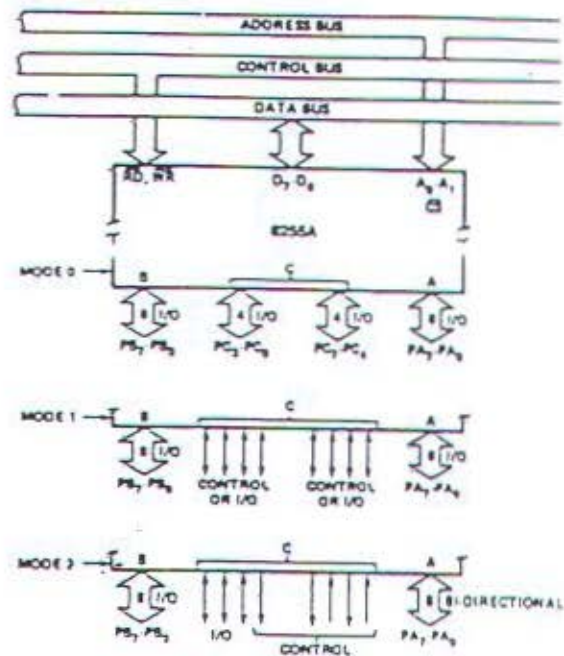 ADDRESS BUS
CONTROL BUS
DATA BUS
RD, WR D7-D0 A0-A1
CS
8255A
MODE 0 B C A
8 I/O 4 I/O 4 I/O 8 I/O
PB7-PB0 PC3-PC0 PC7-PC4 PA7-PA0
MODE 1 B C A
8 I/O 8 I/O
PB7-PB0 CONTROL CONTROL PA7-PA0
OR I/O OR I/O
MODE 2 B C A
8 I/O 8 BI-DIRECTIONAL
PB7-PB0 I/O PA7-PA0
CONTROL